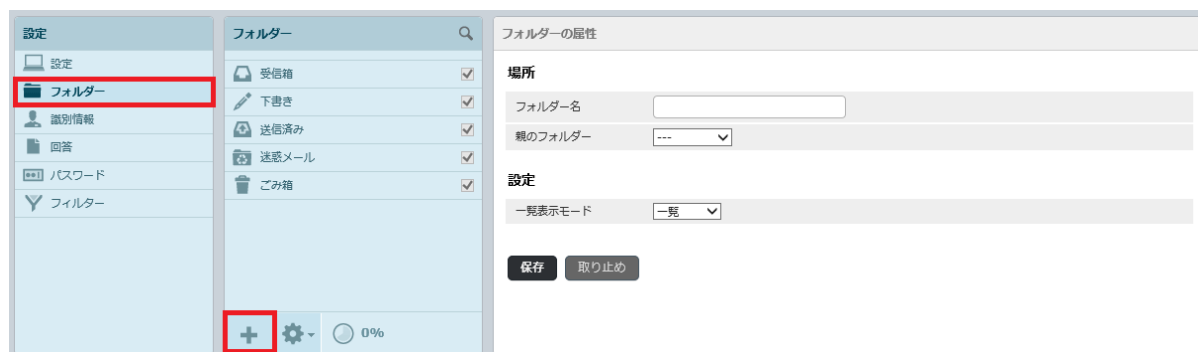 設定
設定
フォルダー
識別情報
回答
パスワード
フィルター
フォルダー
受信箱
下書き
送信済み
迷惑メール
ごみ箱
0%
フォルダーの属性
場所
フォルダー名
親のフォルダー ---
設定
一覧表示モード 一覧
保存 取り止め